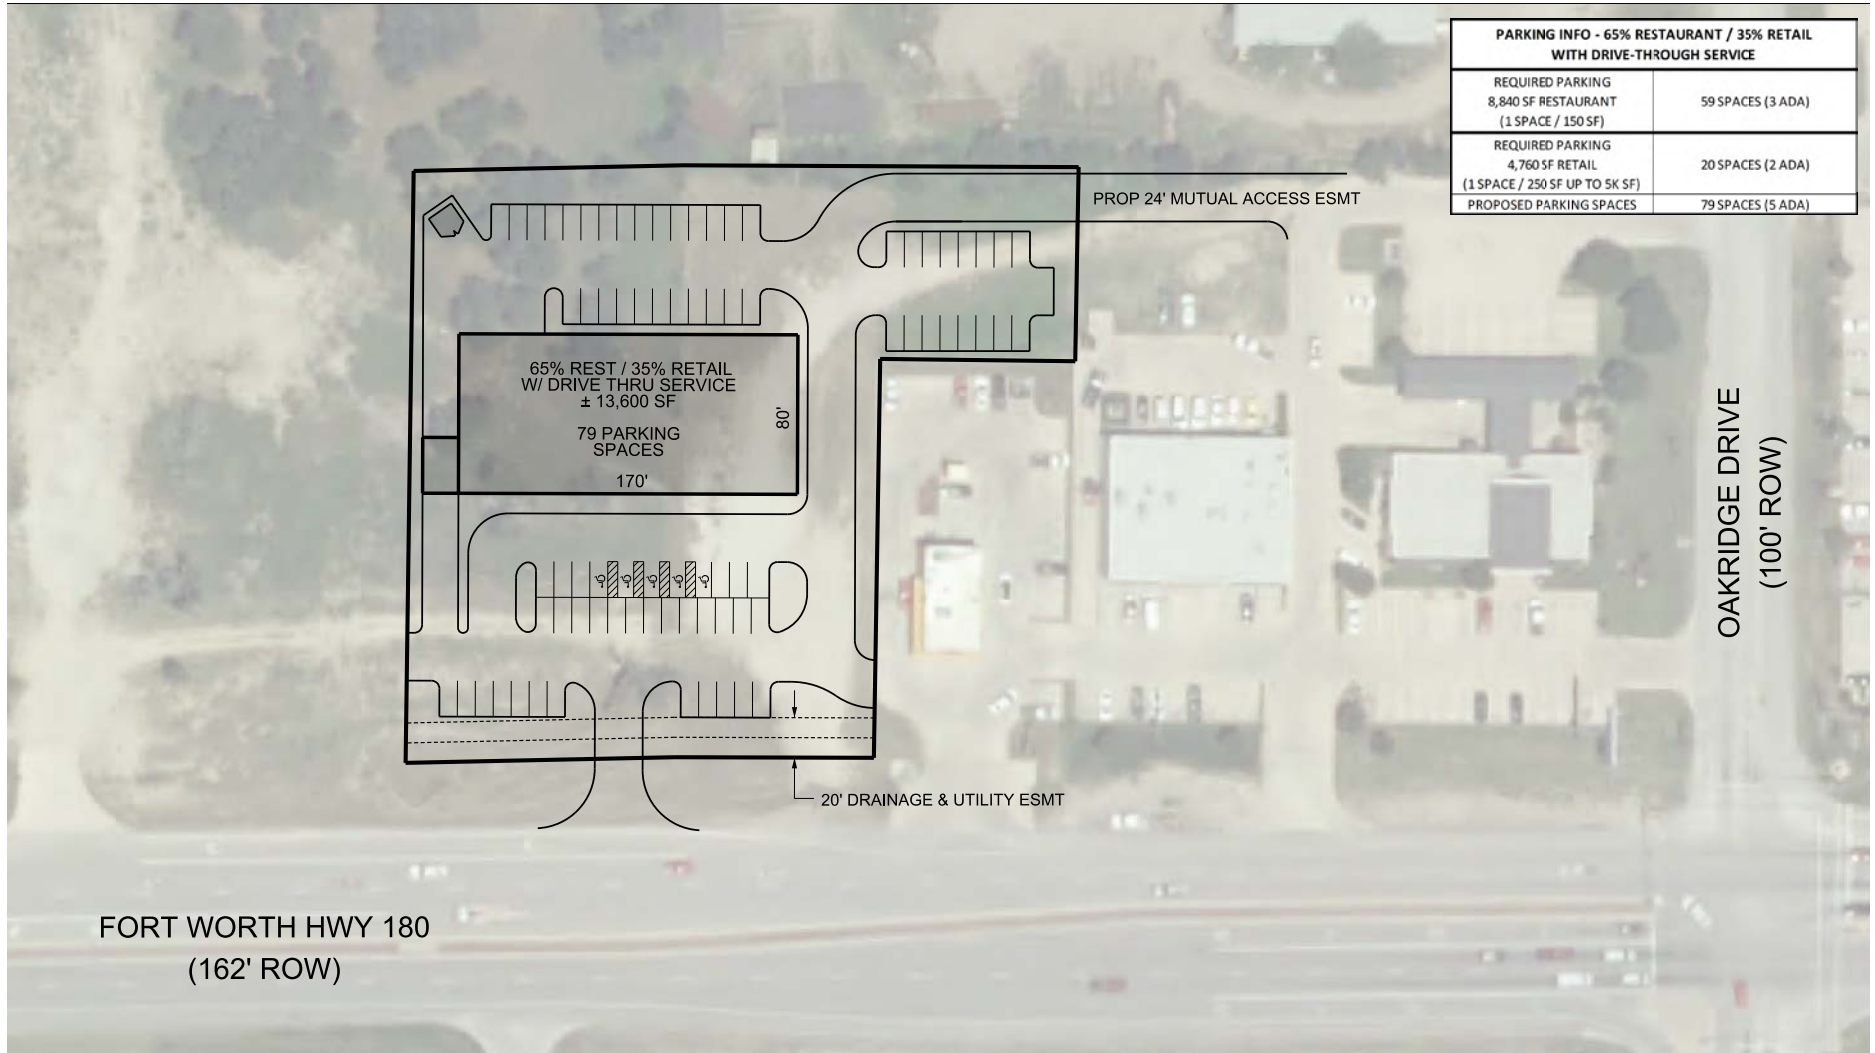 PARKING INFO - 65% RESTAURANT / 35% RETAIL
WITH DRIVE-THROUGH SERVICE
REQUIRED PARKING
8,840 SF RESTAURANT
(1 SPACE / 150 SF)
59 SPACES (3 ADA)
REQUIRED PARKING
4,760 SF RETAIL
(1 SPACE / 250 SF UP TO 5K SF)
20 SPACES (2 ADA)
PROPOSED PARKING SPACES
79 SPACES (5 ADA)
PROP 24' MUTUAL ACCESS ESMT
65% REST / 35% RETAIL
W/ DRIVE THRU SERVICE
± 13,600 SF
79 PARKING
SPACES
170'
80'
OAKRIDGE DRIVE
(100' ROW)
20' DRAINAGE & UTILITY ESMT
FORT WORTH HWY 180
(162' ROW)